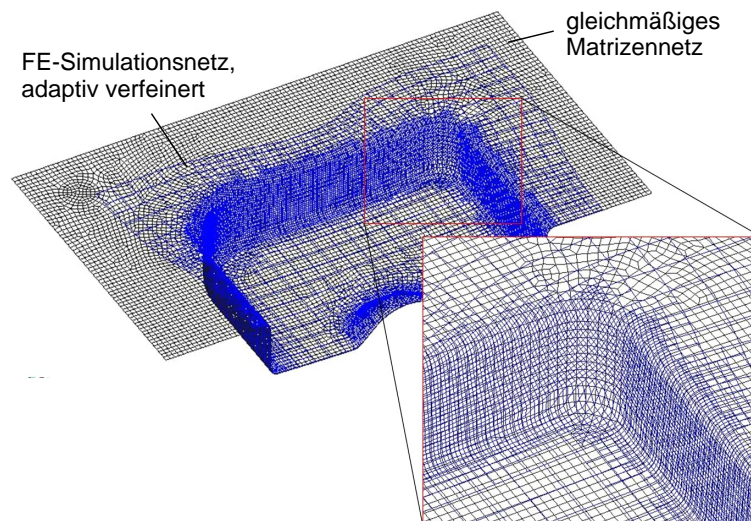 gleichmäßiges
Matrizennetz
FE-Simulationsnetz,
adaptiv verfeinert